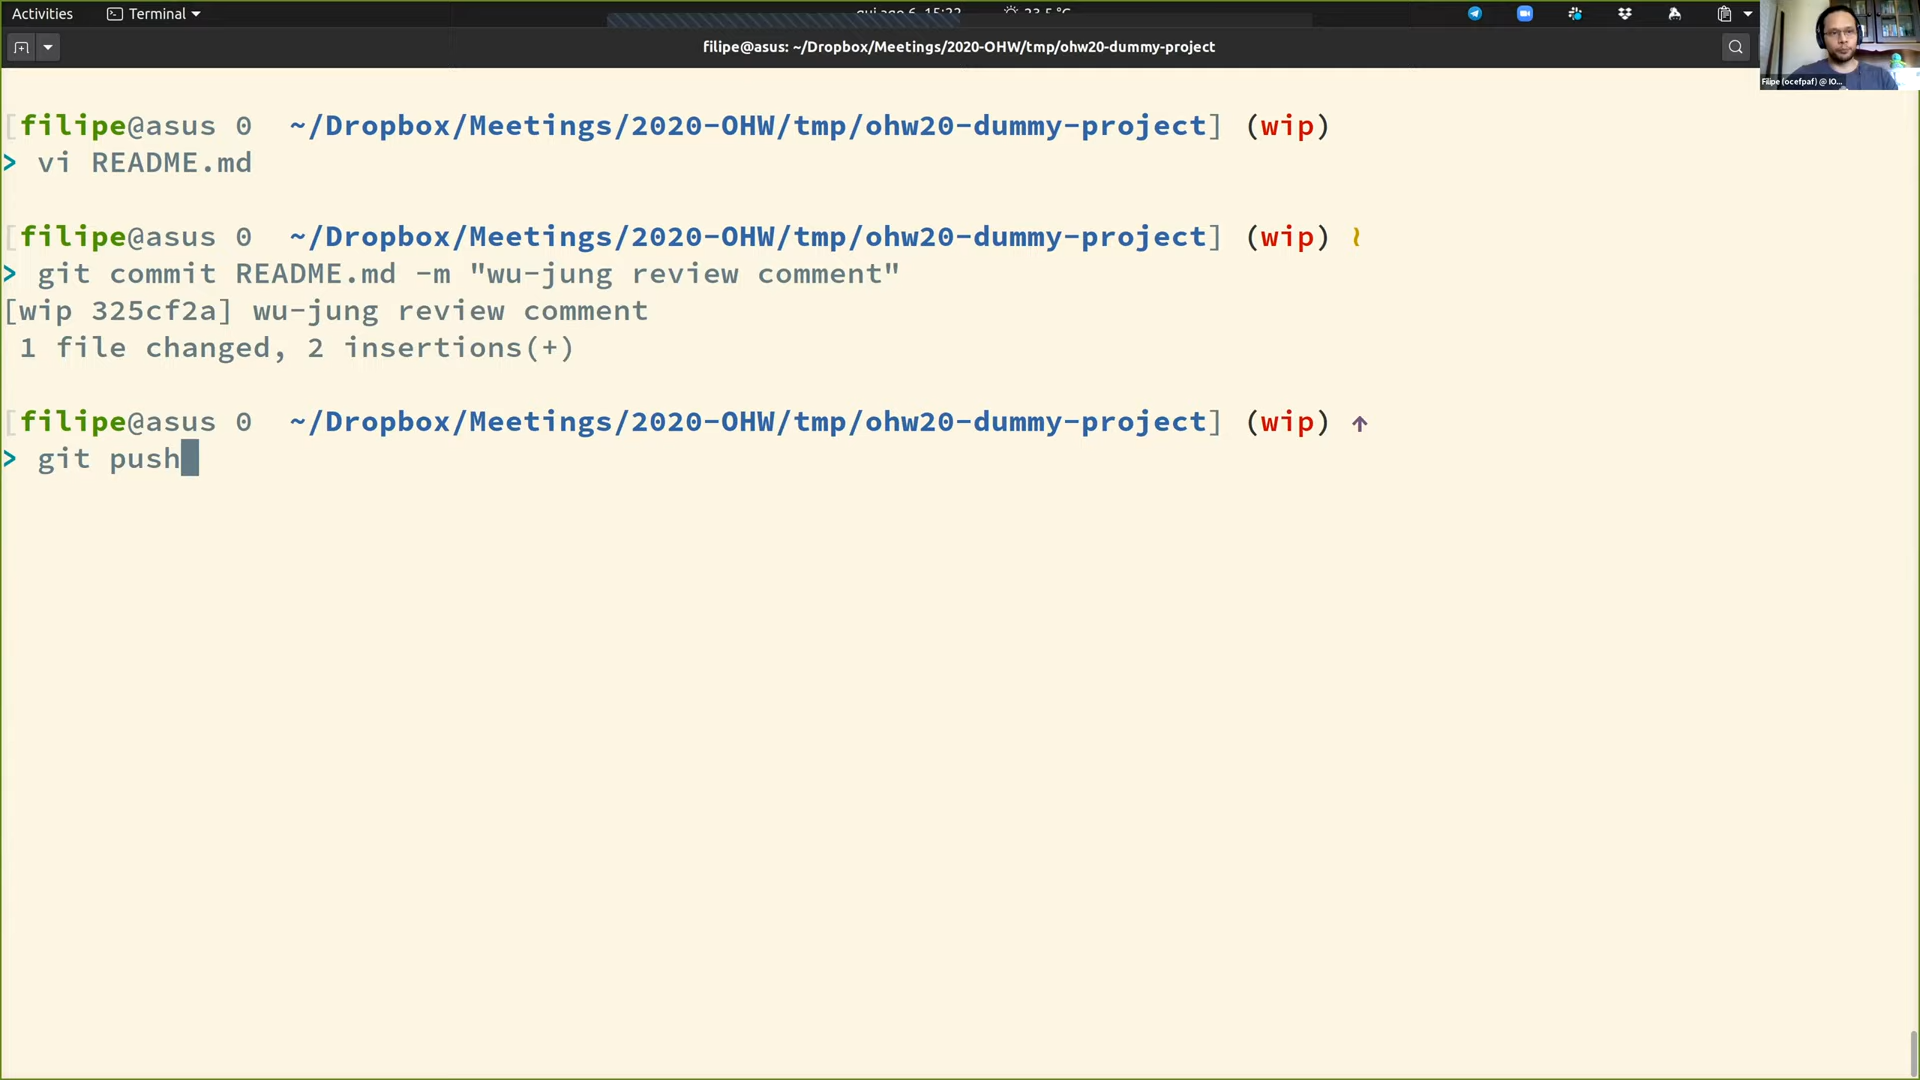 Activities Terminal
filipe@asus: ~/Dropbox/Meetings/2020-OHW/tmp/ohw20-dummy-project
Filipe (ocefpaf) @ IO...
[filipe@asus 0 ~/Dropbox/Meetings/2020-OHW/tmp/ohw20-dummy-project] (wip)
> vi README.md
[filipe@asus 0 ~/Dropbox/Meetings/2020-OHW/tmp/ohw20-dummy-project] (wip) ≀
> git commit README.md -m "wu-jung review comment"
[wip 325cf2a] wu-jung review comment
1 file changed, 2 insertions(+)
[filipe@asus 0 ~/Dropbox/Meetings/2020-OHW/tmp/ohw20-dummy-project] (wip) ↑
> git push